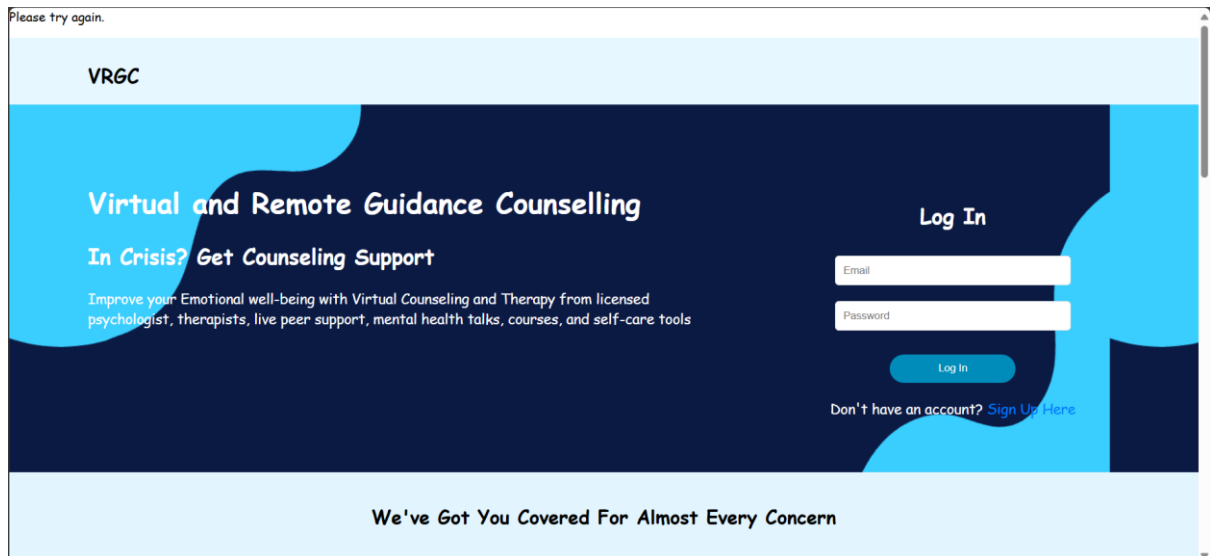 Please try again.
VRGC
Virtual and Remote Guidance Counselling
In Crisis? Get Counseling Support
Improve your Emotional well-being with Virtual Counseling and Therapy from licensed
psychologist, therapists, live peer support, mental health talks, courses, and self-care tools
Log In
Email
Password
Log In
Don't have an account? Sign Up Here
We've Got You Covered For Almost Every Concern